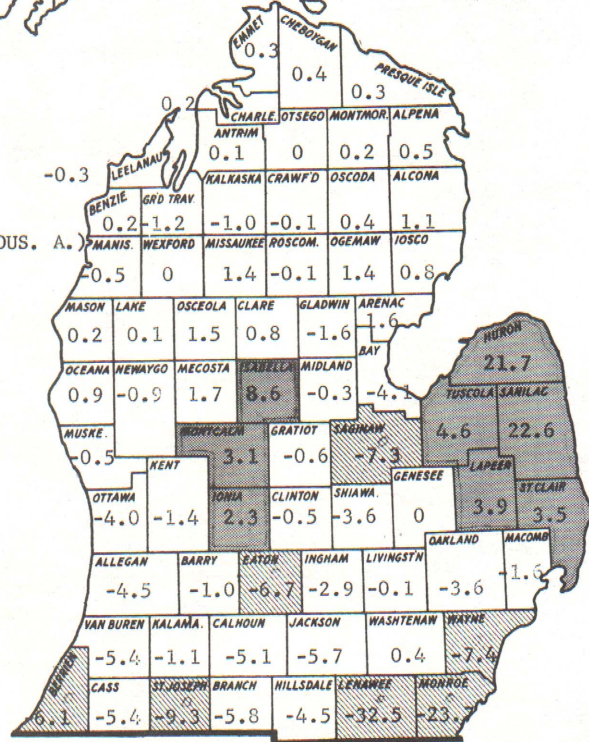 EMMET CHEBOYGAN PRESQUE ISLE
0.3 0.4 0.3
0.2
CHARLE. OTSEGO MONTMOR. ALPENA
ANTRIM
0.1 0 0.2 0.5
-0.3 LEELANAU
KALKASKA CRAWF'D OSCODA ALCONA
BENZIE GR'D TRAV.
0.2 -1.2 -1.0 -0.1 0.4 1.1
OUS. A.)
MANIS. WEXFORD MISSAUKEE ROSCOM. OGEMAW IOSCO
-0.5 0 1.4 -0.1 1.4 0.8
MASON LAKE OSCEOLA CLARE GLADWIN ARENAC
0.2 0.1 1.5 0.8 -1.6 1.6
HURON
21.7
OCEANA NEWAYGO MECOSTA ISABELLA MIDLAND BAY
0.9 -0.9 1.7 8.6 -0.3 -4.1
TUSCOLA SANILAC
4.6 22.6
MUSKE. MONTCALM GRATIOT SAGINAW
-0.5 3.1 -0.6 -7.3
KENT GENESEE LAPEER ST.CLAIR
OTTAWA IONIA CLINTON SHIAWA.
-4.0 -1.4 2.3 -0.5 -3.6 0 3.9 3.5
OAKLAND MACOMB
ALLEGAN BARRY EATON INGHAM LIVINGST'N
-4.5 -1.0 -6.7 -2.9 -0.1 -3.6 -1.6
VAN BUREN KALAMA. CALHOUN JACKSON WASHTENAW WAYNE
-5.4 -1.1 -5.1 -5.7 0.4 -7.4
BERRIEN CASS ST.JOSEPH BRANCH HILLSDALE LENAWEE MONROE
-6.1 -5.4 -9.3 -5.8 -4.5 -32.5 -23.7